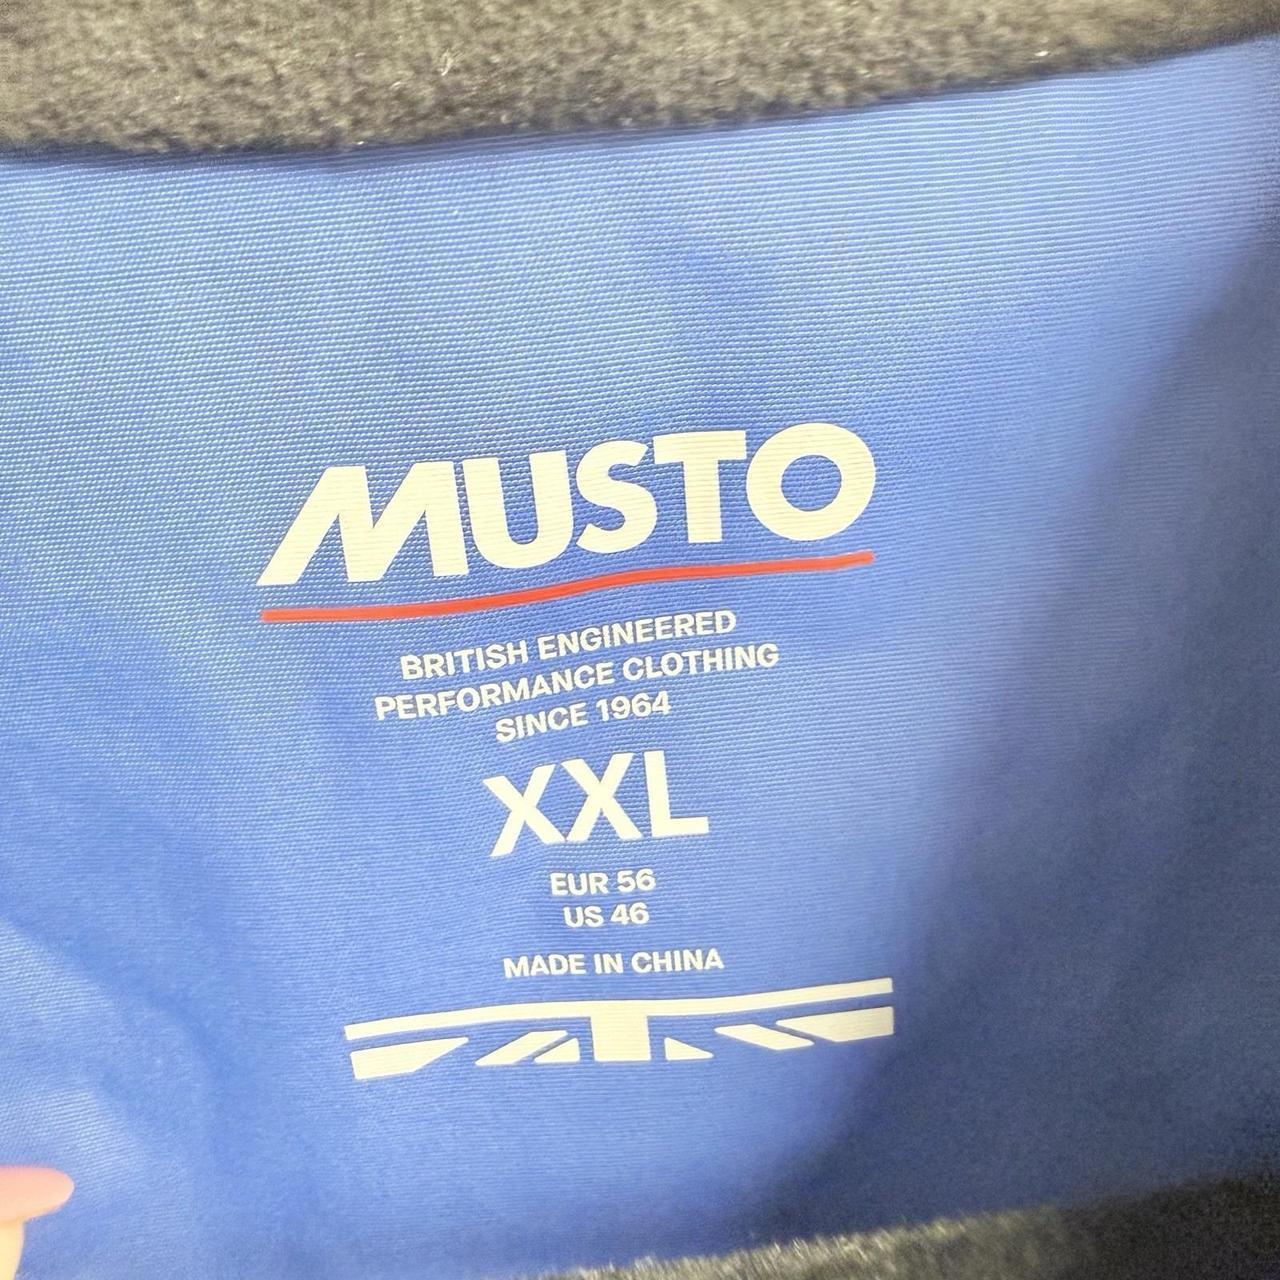 MUSTO
BRITISH ENGINEERED
PERFORMANCE CLOTHING
SINCE 1964
XXL
EUR 56
US 46
MADE IN CHINA